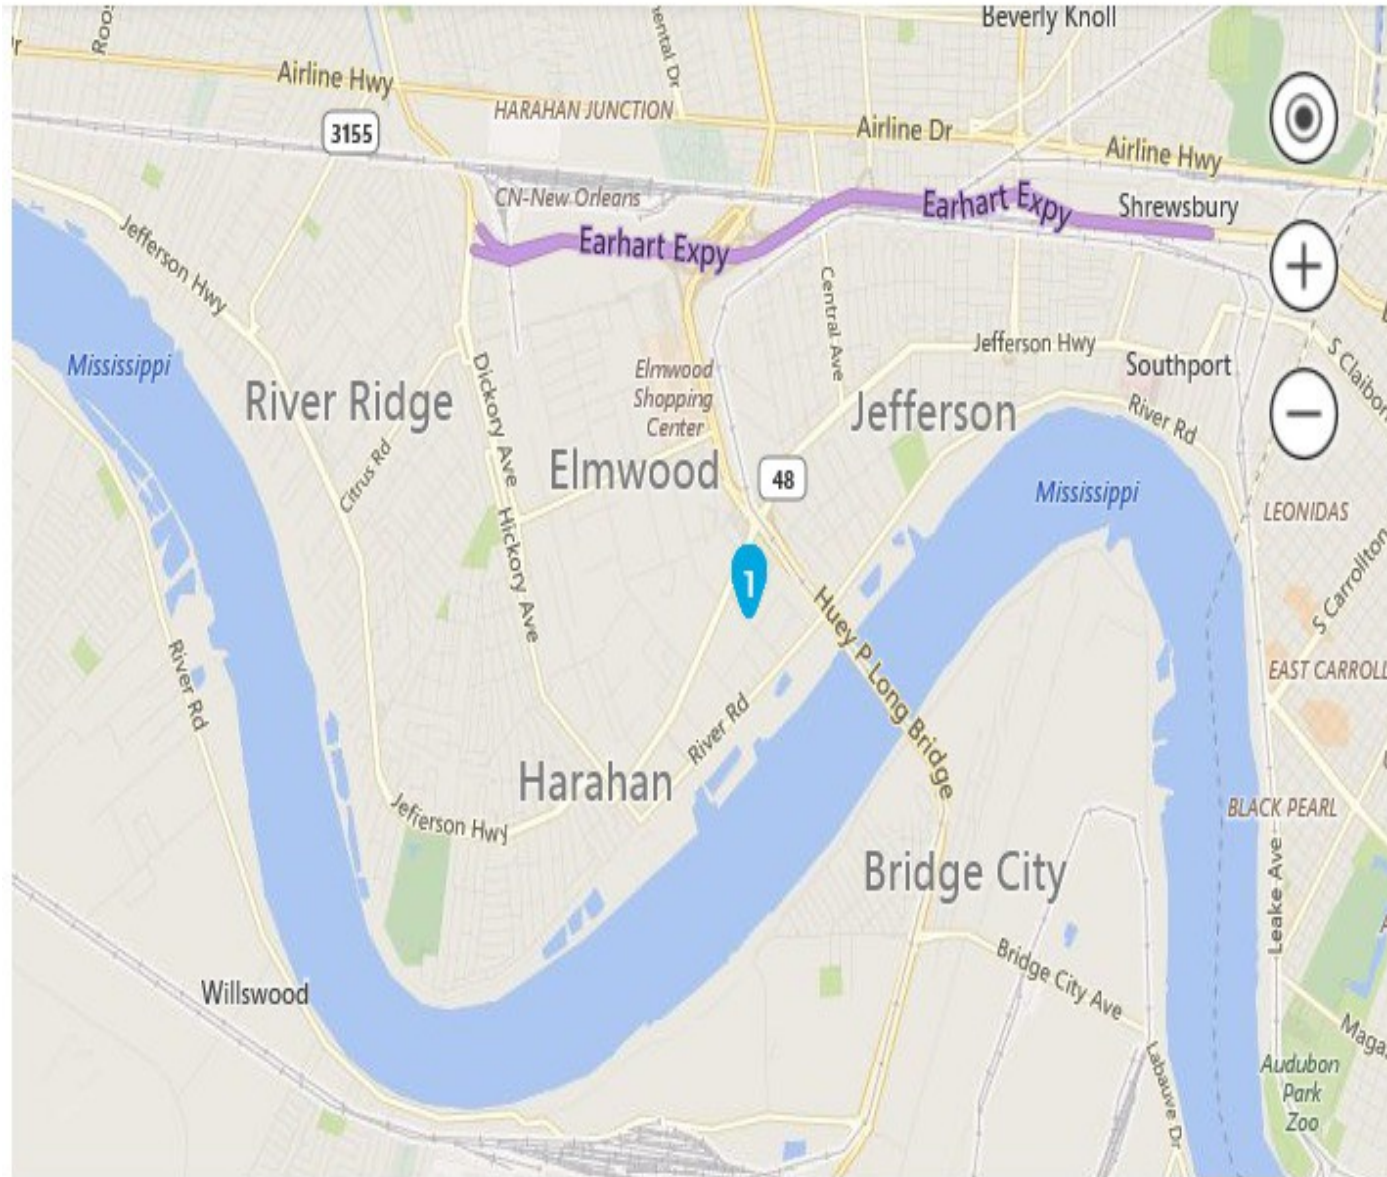 Beverly Knoll
Airline Hwy
HARAHAN JUNCTION
3155
Airline Dr
Airline Hwy
CN-New Orleans
Earhart Expy
Shrewsbury
Earhart Expy
Jefferson Hwy
Central Ave
Jefferson Hwy
Mississippi
Dickory Ave
Elmwood
Shopping
Center
Southport
River Ridge
Jefferson
River Rd
Citrus Rd
Elmwood
48
Mississippi
LEONIDAS
Hickory Ave
1
S Carrollton
Huey P Long Bridge
River Rd
River Rd
Harahan
Jefferson Hwy
BLACK PEARL
Bridge City
Leake Ave
Willswood
Bridge City Ave
Labauve Dr
Audubon
Park
Zoo